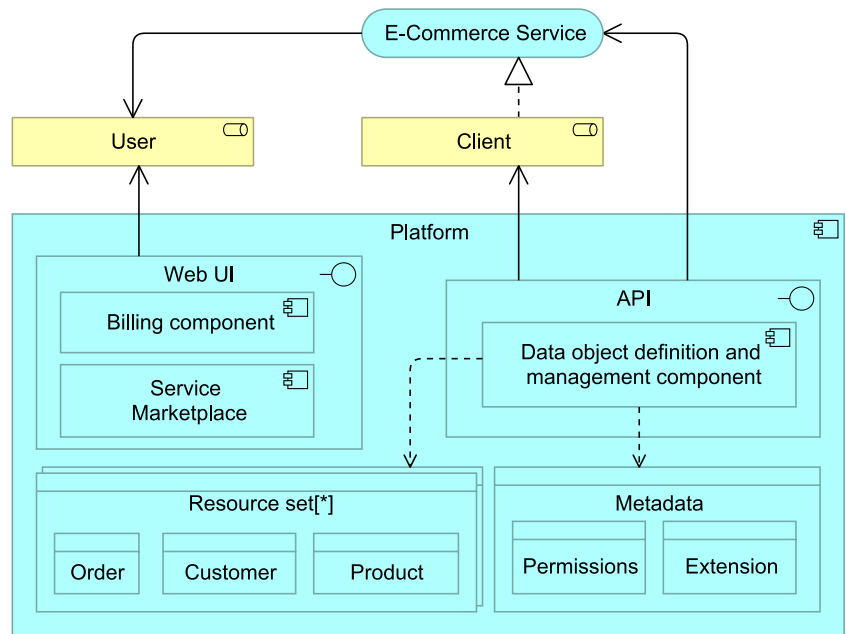 E-Commerce Service
User
Client
Platform
Web UI
Billing component
Service
Marketplace
API
Data object definition and
management component
Resource set[*]
Order
Customer
Product
Metadata
Permissions
Extension